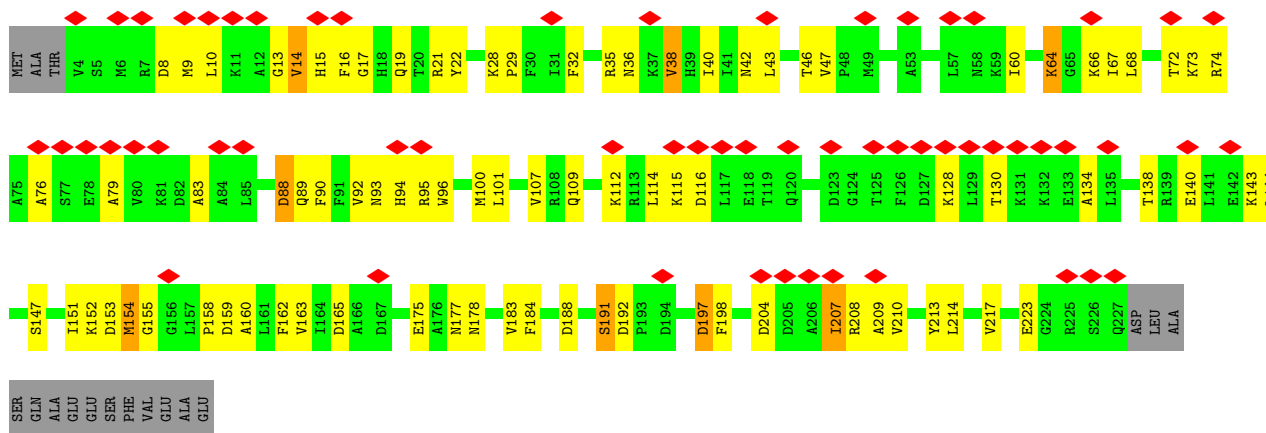 MET ALA THR V4 S5 M6 R7 D8 M9 L10 K11 A12 G13 V14 H15 F16 G17 H18 Q19 T20 R21 Y22 K28 P29 F30 I31 F32 R35 N36 K37 V38 H39 I40 I41 N42 L43 T46 V47 P48 M49 A53 L57 N58 K59 I60 K64 G65 K66 I67 L68 T72 K73 R74
A75 A76 S77 E78 A79 V80 K81 D82 A83 A84 L85 D88 Q89 F90 F91 V92 N93 H94 R95 W96 M100 L101 V107 R108 Q109 K112 R113 L114 K115 D116 L117 E118 T119 Q120 D123 G124 T125 F126 D127 K128 L129 T130 K131 K132 E133 A134 L135 T138 R139 E140 L141 E142 K143
S147 I151 K152 D153 M154 G155 G156 L157 P158 D159 A160 L161 F162 V163 I164 D165 A166 D167 E175 A176 N177 N178 V183 F184 D188 S191 D192 P193 D194 D197 F198 D204 D205 A206 I207 R208 A209 V210 Y213 L214 V217 E223 G224 R225 S226 Q227 ASP LEU ALA
SER GLN ALA GLU GLU SER PHE VAL GLU ALA GLU